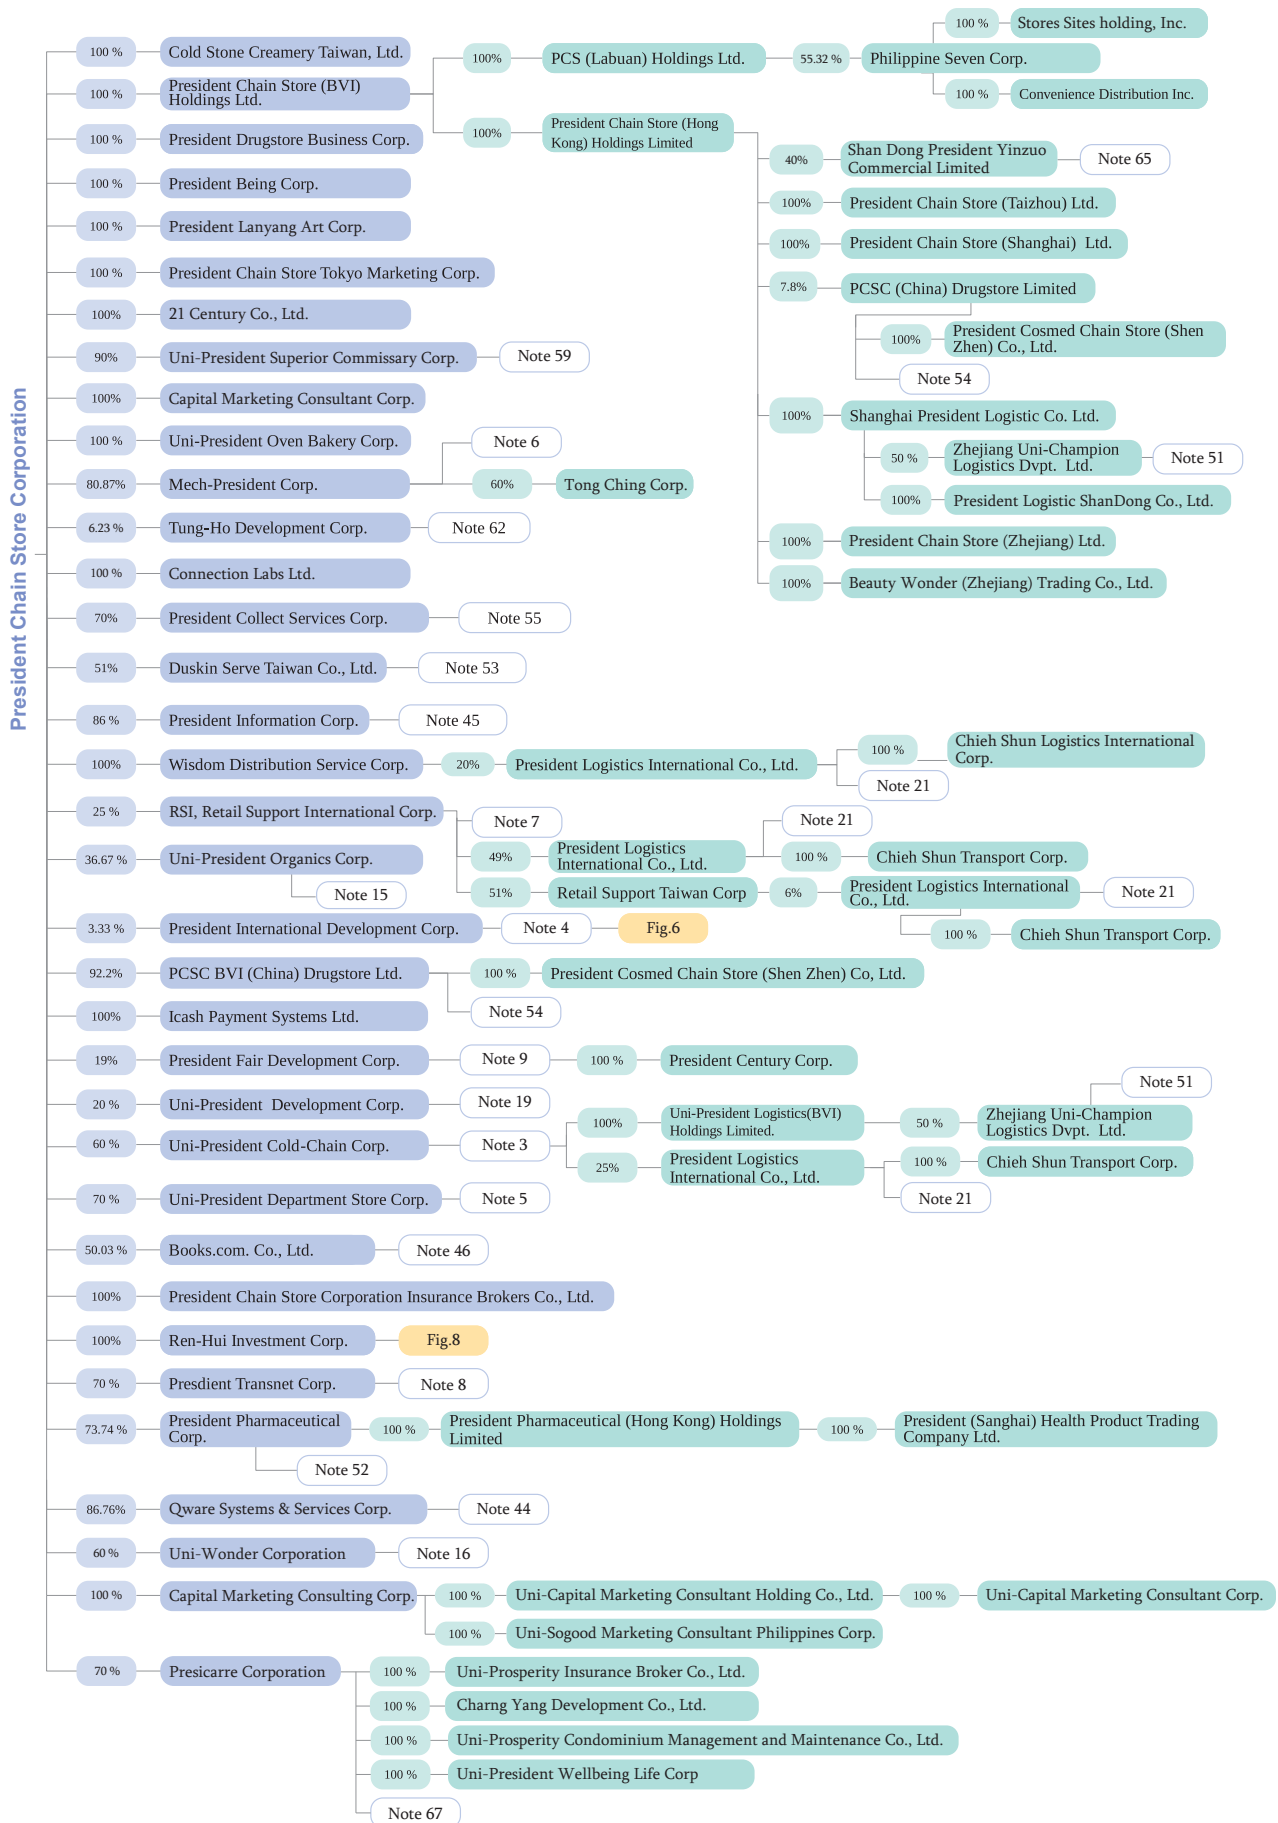 President Chain Store Corporation
100 %
Cold Stone Creamery Taiwan, Ltd.
100 %
President Chain Store (BVI)
Holdings Ltd.
100%
PCS (Labuan) Holdings Ltd.
55.32 %
Philippine Seven Corp.
100 %
Stores Sites holding, Inc.
100 %
Convenience Distribution Inc.
100%
President Chain Store (Hong
Kong) Holdings Limited
40%
Shan Dong President Yinzuo
Commercial Limited
Note 65
100%
President Chain Store (Taizhou) Ltd.
100%
President Chain Store (Shanghai) Ltd.
7.8%
PCSC (China) Drugstore Limited
100%
President Cosmed Chain Store (Shen
Zhen) Co., Ltd.
Note 54
100%
Shanghai President Logistic Co. Ltd.
50 %
Zhejiang Uni-Champion
Logistics Dvpt. Ltd.
Note 51
100%
President Logistic ShanDong Co., Ltd.
100%
President Chain Store (Zhejiang) Ltd.
100%
Beauty Wonder (Zhejiang) Trading Co., Ltd.
100 %
President Drugstore Business Corp.
100 %
President Being Corp.
100 %
President Lanyang Art Corp.
100 %
President Chain Store Tokyo Marketing Corp.
100%
21 Century Co., Ltd.
90%
Uni-President Superior Commissary Corp.
Note 59
100%
Capital Marketing Consultant Corp.
100 %
Uni-President Oven Bakery Corp.
80.87%
Mech-President Corp.
Note 6
60%
Tong Ching Corp.
6.23 %
Tung-Ho Development Corp.
Note 62
100 %
Connection Labs Ltd.
70%
President Collect Services Corp.
Note 55
51%
Duskin Serve Taiwan Co., Ltd.
Note 53
86 %
President Information Corp.
Note 45
100%
Wisdom Distribution Service Corp.
20%
President Logistics International Co., Ltd.
100 %
Chieh Shun Logistics International
Corp.
Note 21
25 %
RSI, Retail Support International Corp.
Note 7
49%
President Logistics
International Co., Ltd.
Note 21
100 %
Chieh Shun Transport Corp.
51%
Retail Support Taiwan Corp
6%
President Logistics International
Co., Ltd.
Note 21
100 %
Chieh Shun Transport Corp.
36.67 %
Uni-President Organics Corp.
Note 15
3.33 %
President International Development Corp.
Note 4
Fig.6
92.2%
PCSC BVI (China) Drugstore Ltd.
100 %
President Cosmed Chain Store (Shen Zhen) Co, Ltd.
Note 54
100%
Icash Payment Systems Ltd.
19%
President Fair Development Corp.
Note 9
100 %
President Century Corp.
20 %
Uni-President Development Corp.
Note 19
60 %
Uni-President Cold-Chain Corp.
Note 3
100%
Uni-President Logistics(BVI)
Holdings Limited.
50 %
Zhejiang Uni-Champion
Logistics Dvpt. Ltd.
Note 51
25%
President Logistics
International Co., Ltd.
100 %
Chieh Shun Transport Corp.
Note 21
70 %
Uni-President Department Store Corp.
Note 5
50.03 %
Books.com. Co., Ltd.
Note 46
100%
President Chain Store Corporation Insurance Brokers Co., Ltd.
100%
Ren-Hui Investment Corp.
Fig.8
70 %
Presdient Transnet Corp.
Note 8
73.74 %
President Pharmaceutical
Corp.
100 %
President Pharmaceutical (Hong Kong) Holdings
Limited
100 %
President (Sanghai) Health Product Trading
Company Ltd.
Note 52
86.76%
Qware Systems & Services Corp.
Note 44
60 %
Uni-Wonder Corporation
Note 16
100 %
Capital Marketing Consulting Corp.
100 %
Uni-Capital Marketing Consultant Holding Co., Ltd.
100 %
Uni-Capital Marketing Consultant Corp.
100 %
Uni-Sogood Marketing Consultant Philippines Corp.
70 %
Presicarre Corporation
100 %
Uni-Prosperity Insurance Broker Co., Ltd.
100 %
Charng Yang Development Co., Ltd.
100 %
Uni-Prosperity Condominium Management and Maintenance Co., Ltd.
100 %
Uni-President Wellbeing Life Corp
Note 67